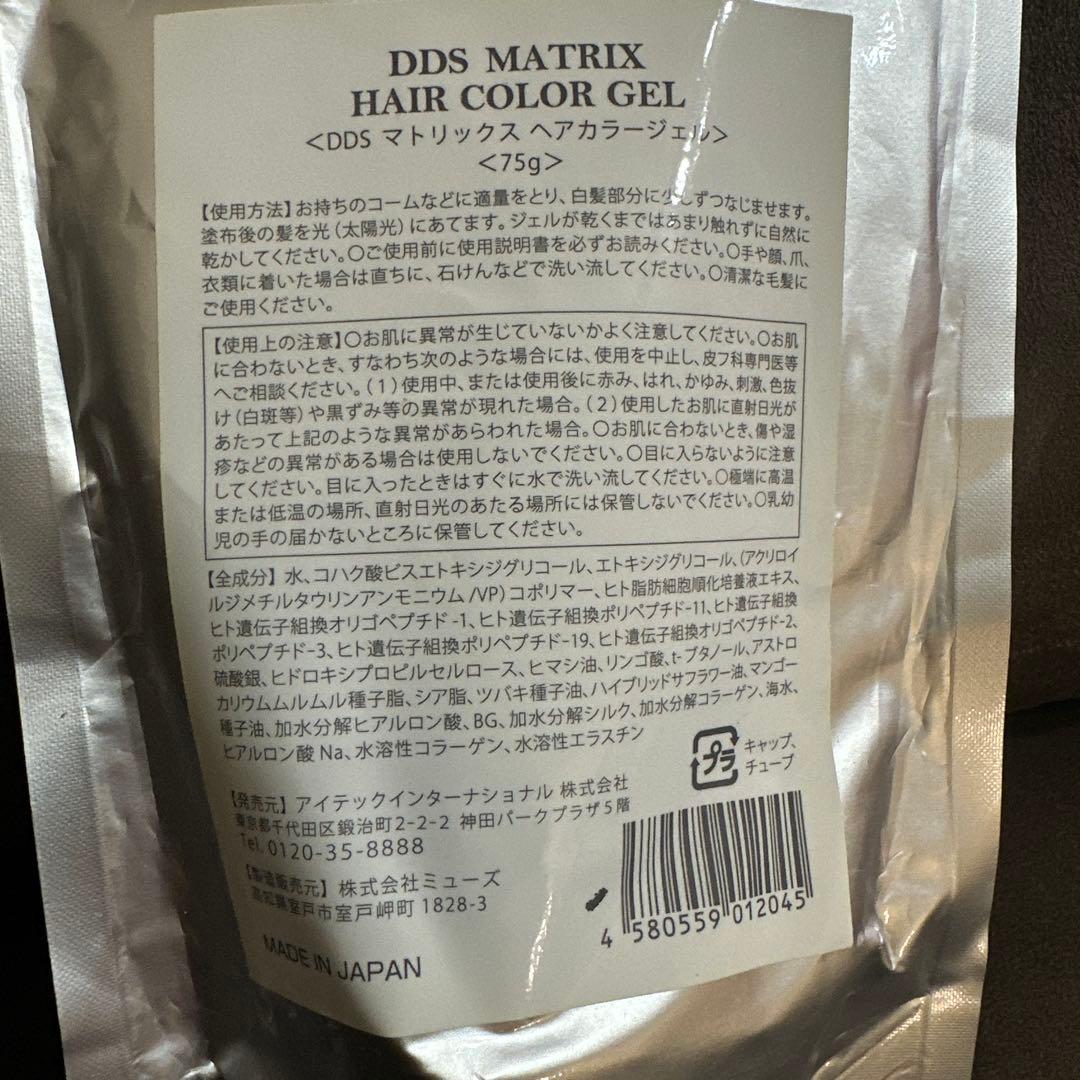 DDS MATRIX
HAIR COLOR GEL
＜DDS マトリックス ヘアカラージェル＞
＜75g＞
【使用方法】お持ちのコームなどに適量をとり、白髪部分に少しずつなじませます。
塗布後の髪を光（太陽光）にあてます。ジェルが乾くまではあまり触れずに自然に
乾かしてください。〇ご使用前に使用説明書を必ずお読みください。〇手や顔、爪、
衣類に着いた場合は直ちに、石けんなどで洗い流してください。〇清潔な毛髪に
ご使用ください。
【使用上の注意】〇お肌に異常が生じていないかよく注意してください。〇お肌
に合わないとき、すなわち次のような場合には、使用を中止し、皮フ科専門医等
へご相談ください。（1）使用中、または使用後に赤み、はれ、かゆみ、刺激、色抜
け（白斑等）や黒ずみ等の異常が現れた場合。（2）使用したお肌に直射日光が
あたって上記のような異常があらわれた場合。〇お肌に合わないとき、傷や湿
疹などの異常がある場合は使用しないでください。〇目に入らないように注意
してください。目に入ったときはすぐに水で洗い流してください。〇極端に高温
または低温の場所、直射日光のあたる場所には保管しないでください。〇乳幼
児の手の届かないところに保管してください。
【全成分】水、コハク酸ビスエトキシジグリコール、エトキシジグリコール、（アクリロイ
ルジメチルタウリンアンモニウム/VP）コポリマー、ヒト脂肪細胞順化培養液エキス、
ヒト遺伝子組換オリゴペプチド-1、ヒト遺伝子組換ポリペプチド-11、ヒト遺伝子組換
ポリペプチド-3、ヒト遺伝子組換ポリペプチド-19、ヒト遺伝子組換オリゴペプチド-2、
硫酸銀、ヒドロキシプロピルセルロース、ヒマシ油、リンゴ酸、t-ブタノール、アストロ
カリウムムルムル種子脂、シア脂、ツバキ種子油、ハイブリッドサフラワー油、マンゴー
種子油、加水分解ヒアルロン酸、BG、加水分解シルク、加水分解コラーゲン、海水、
ヒアルロン酸Na、水溶性コラーゲン、水溶性エラスチン
プラ
キャップ、
チューブ
【発売元】アイテックインターナショナル 株式会社
東京都千代田区鍛治町2-2-2 神田パークプラザ5階
Tel.0120-35-8888
【製造販売元】株式会社ミューズ
高知県室戸市室戸岬町 1828-3
4 580559 012045
MADE IN JAPAN